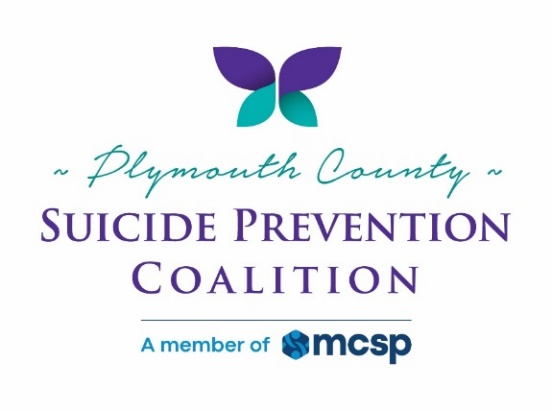 ~ Plymouth County ~
SUICIDE PREVENTION
COALITION
A member of mcsp